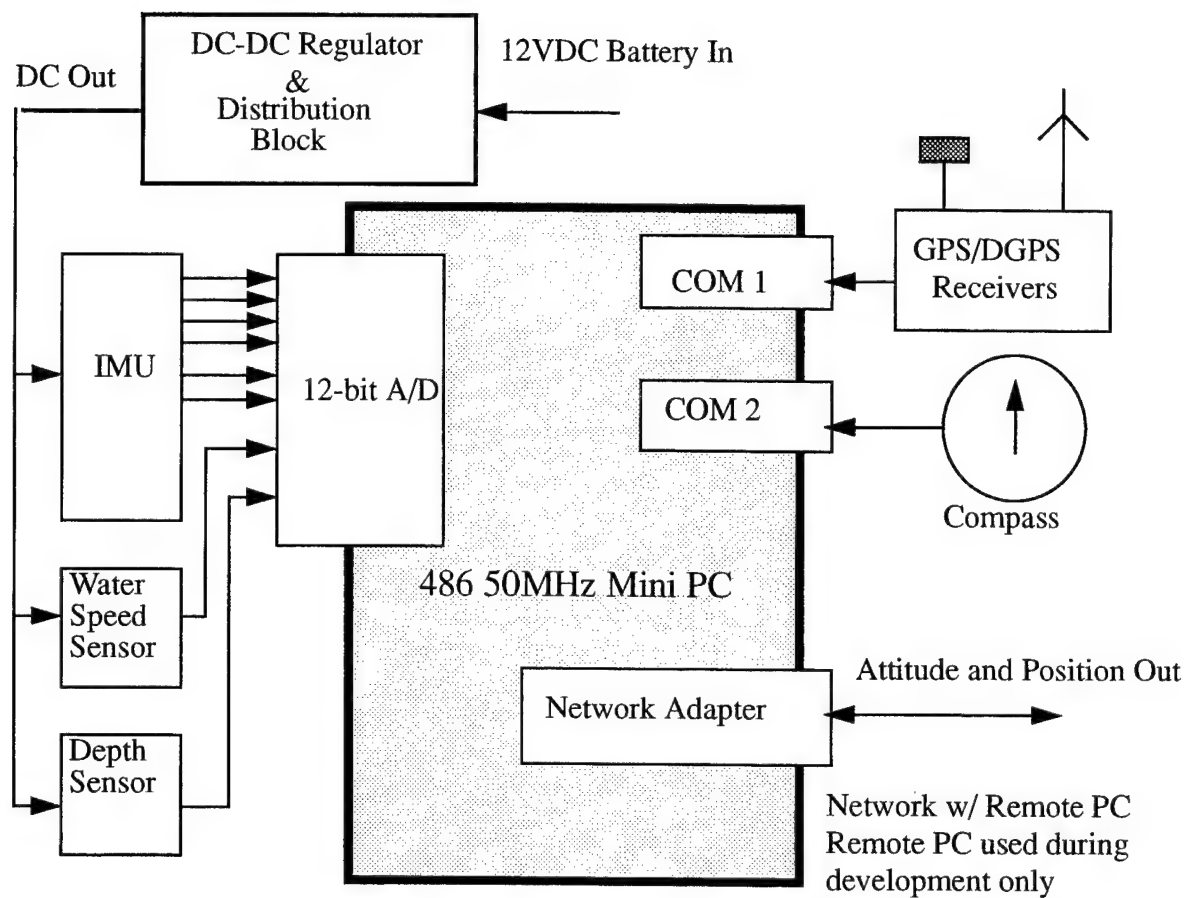 DC-DC Regulator
&
Distribution
Block
12VDC Battery In
DC Out
GPS/DGPS
Receivers
COM 1
IMU
12-bit A/D
COM 2
Compass
486 50MHz Mini PC
Water
Speed
Sensor
Attitude and Position Out
Network Adapter
Depth
Sensor
Network w/ Remote PC
Remote PC used during
development only